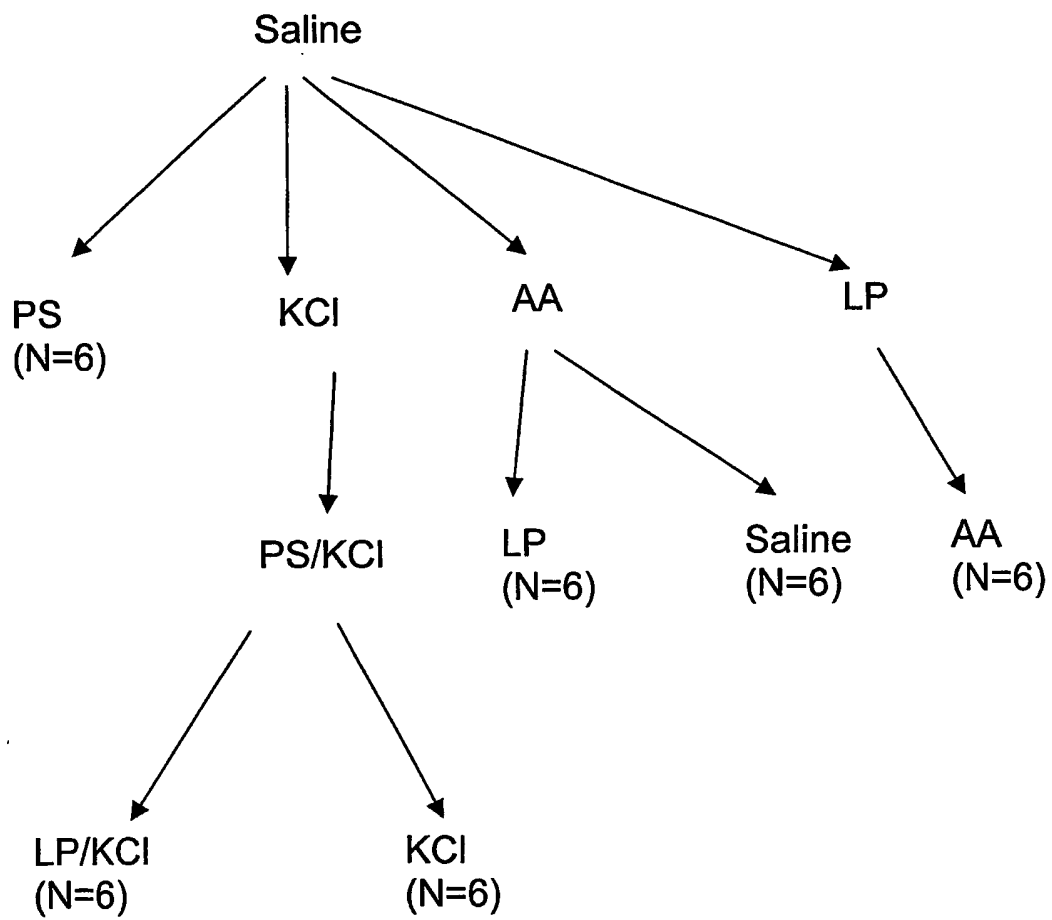 Saline
PS
(N=6)
KCl
AA
LP
PS/KCl
LP
(N=6)
Saline
(N=6)
AA
(N=6)
LP/KCl
(N=6)
KCl
(N=6)